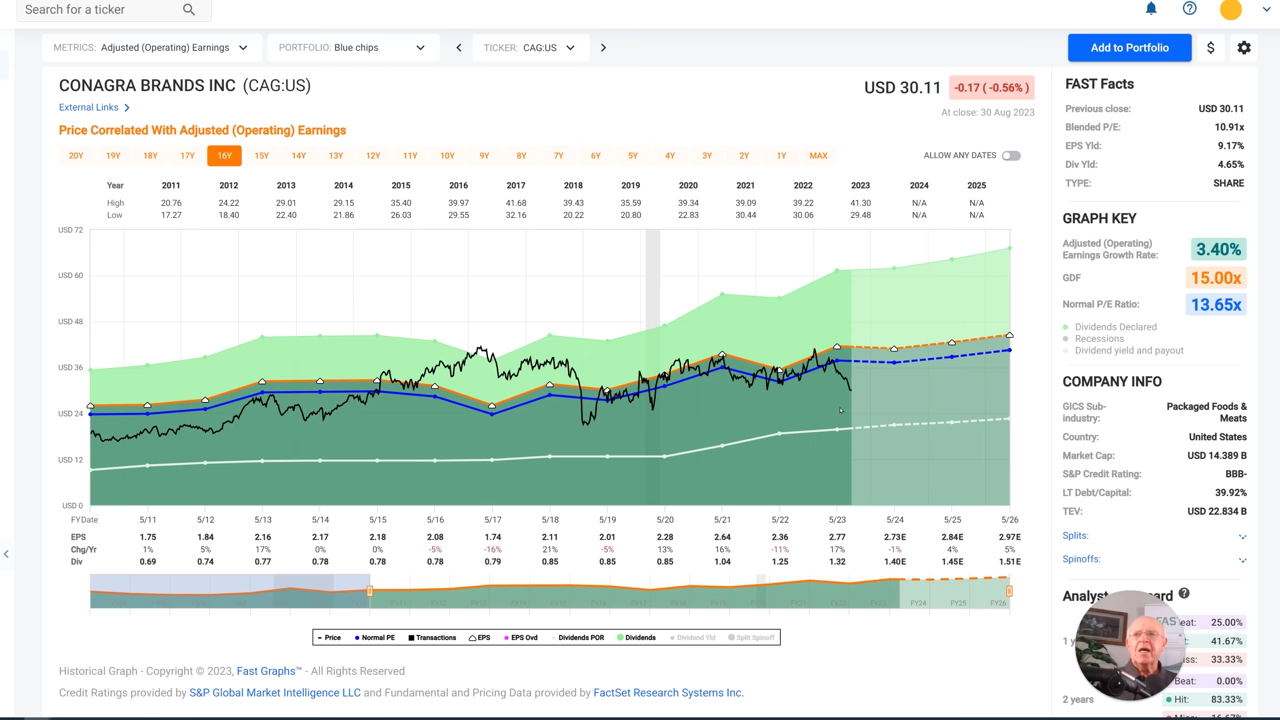 Search for a ticker
METRICS: Adjusted (Operating) Earnings PORTFOLIO: Blue chips TICKER: CAG:US Add to Portfolio $
CONAGRA BRANDS INC (CAG:US)
External Links
USD 30.11 -0.17 ( -0.56% )
At close: 30 Aug 2023
Price Correlated With Adjusted (Operating) Earnings
20Y 19Y 18Y 17Y 16Y 15Y 14Y 13Y 12Y 11Y 10Y 9Y 8Y 7Y 6Y 5Y 4Y 3Y 2Y 1Y MAX ALLOW ANY DATES
Year 2011 2012 2013 2014 2015 2016 2017 2018 2019 2020 2021 2022 2023 2024 2025
High 20.76 24.22 29.01 29.15 35.40 39.97 41.68 39.43 35.59 39.34 39.09 39.22 41.30 N/A N/A
Low 17.27 18.40 22.40 21.86 26.03 29.55 32.16 20.22 20.80 22.83 30.44 30.06 29.48 N/A N/A
USD 72
USD 60
USD 48
USD 36
USD 24
USD 12
USD 0
FYDate 5/11 5/12 5/13 5/14 5/15 5/16 5/17 5/18 5/19 5/20 5/21 5/22 5/23 5/24 5/25 5/26
EPS 1.75 1.84 2.16 2.17 2.18 2.08 1.74 2.11 2.01 2.28 2.64 2.36 2.77 2.73E 2.84E 2.97E
Chg/Yr 1% 5% 17% 0% 0% -5% -16% 21% -5% 13% 16% -11% 17% -1% 4% 5%
Div 0.69 0.74 0.77 0.78 0.78 0.78 0.79 0.85 0.85 0.85 1.04 1.25 1.32 1.40E 1.45E 1.51E
FY24 FY25 FY26
Price Normal PE Transactions EPS EPS Ovd Dividends POR Dividends Dividend Yld Split Spinoff
Historical Graph - Copyright © 2023, Fast Graphs™ - All Rights Reserved
Credit Ratings provided by S&P Global Market Intelligence LLC and Fundamental and Pricing Data provided by FactSet Research Systems Inc.
FAST Facts
Previous close: USD 30.11
Blended P/E: 10.91x
EPS Yld: 9.17%
Div Yld: 4.65%
TYPE: SHARE
GRAPH KEY
Adjusted (Operating)
Earnings Growth Rate: 3.40%
GDF 15.00x
Normal P/E Ratio: 13.65x
Dividends Declared
Recessions
Dividend yield and payout
COMPANY INFO
GICS Sub-
industry: Packaged Foods &
Meats
Country: United States
Market Cap: USD 14.389 B
S&P Credit Rating: BBB-
LT Debt/Capital: 39.92%
TEV: USD 22.834 B
Splits:
Spinoffs:
Analyst
25.00%
41.67%
33.33%
Beat: 0.00%
2 years Hit: 83.33%